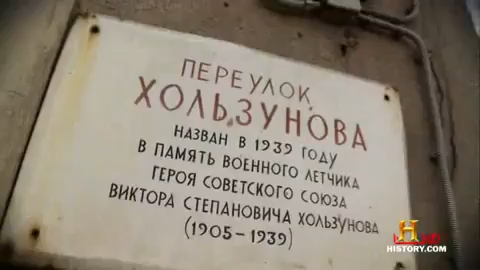 ПЕРЕУЛОК
ХОЛЬЗУНОВА
НАЗВАН В 1939 ГОДУ
В ПАМЯТЬ ВОЕННОГО ЛЕТЧИКА
ГЕРОЯ СОВЕТСКОГО СОЮЗА
ВИКТОРА СТЕПАНОВИЧА ХОЛЬЗУНОВА
(1905-1939)
H
HISTORY.COM